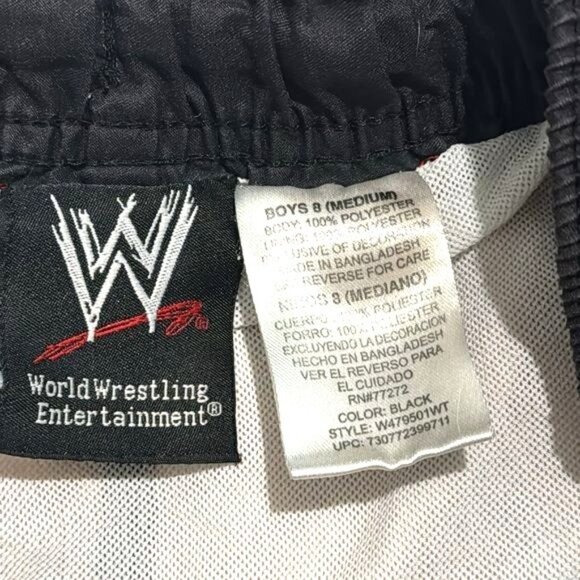 W
®
World Wrestling
Entertainment®
BOYS 8 (MEDIUM)
BODY: 100% POLYESTER
LINING: 100% POLYESTER
EXCLUSIVE OF DECORATION
MADE IN BANGLADESH
SEE REVERSE FOR CARE
NIÑOS 8 (MEDIANO)
CUERPO: 100% POLIESTER
FORRO: 100% POLIESTER
EXCLUYENDO LA DECORACION
HECHO EN BANGLADESH
VER EL REVERSO PARA
EL CUIDADO
RN#77272
COLOR: BLACK
STYLE: W479501WT
UPC: 730772399711